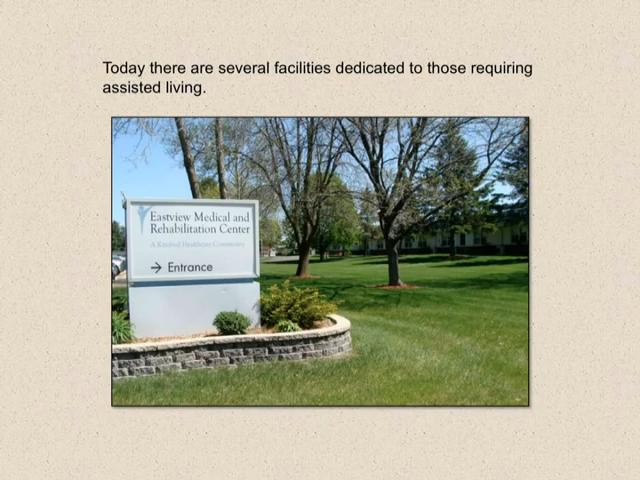 Today there are several facilities dedicated to those requiring
assisted living.
Eastview Medical and
Rehabilitation Center
A Kindred Healthcare Community
→ Entrance